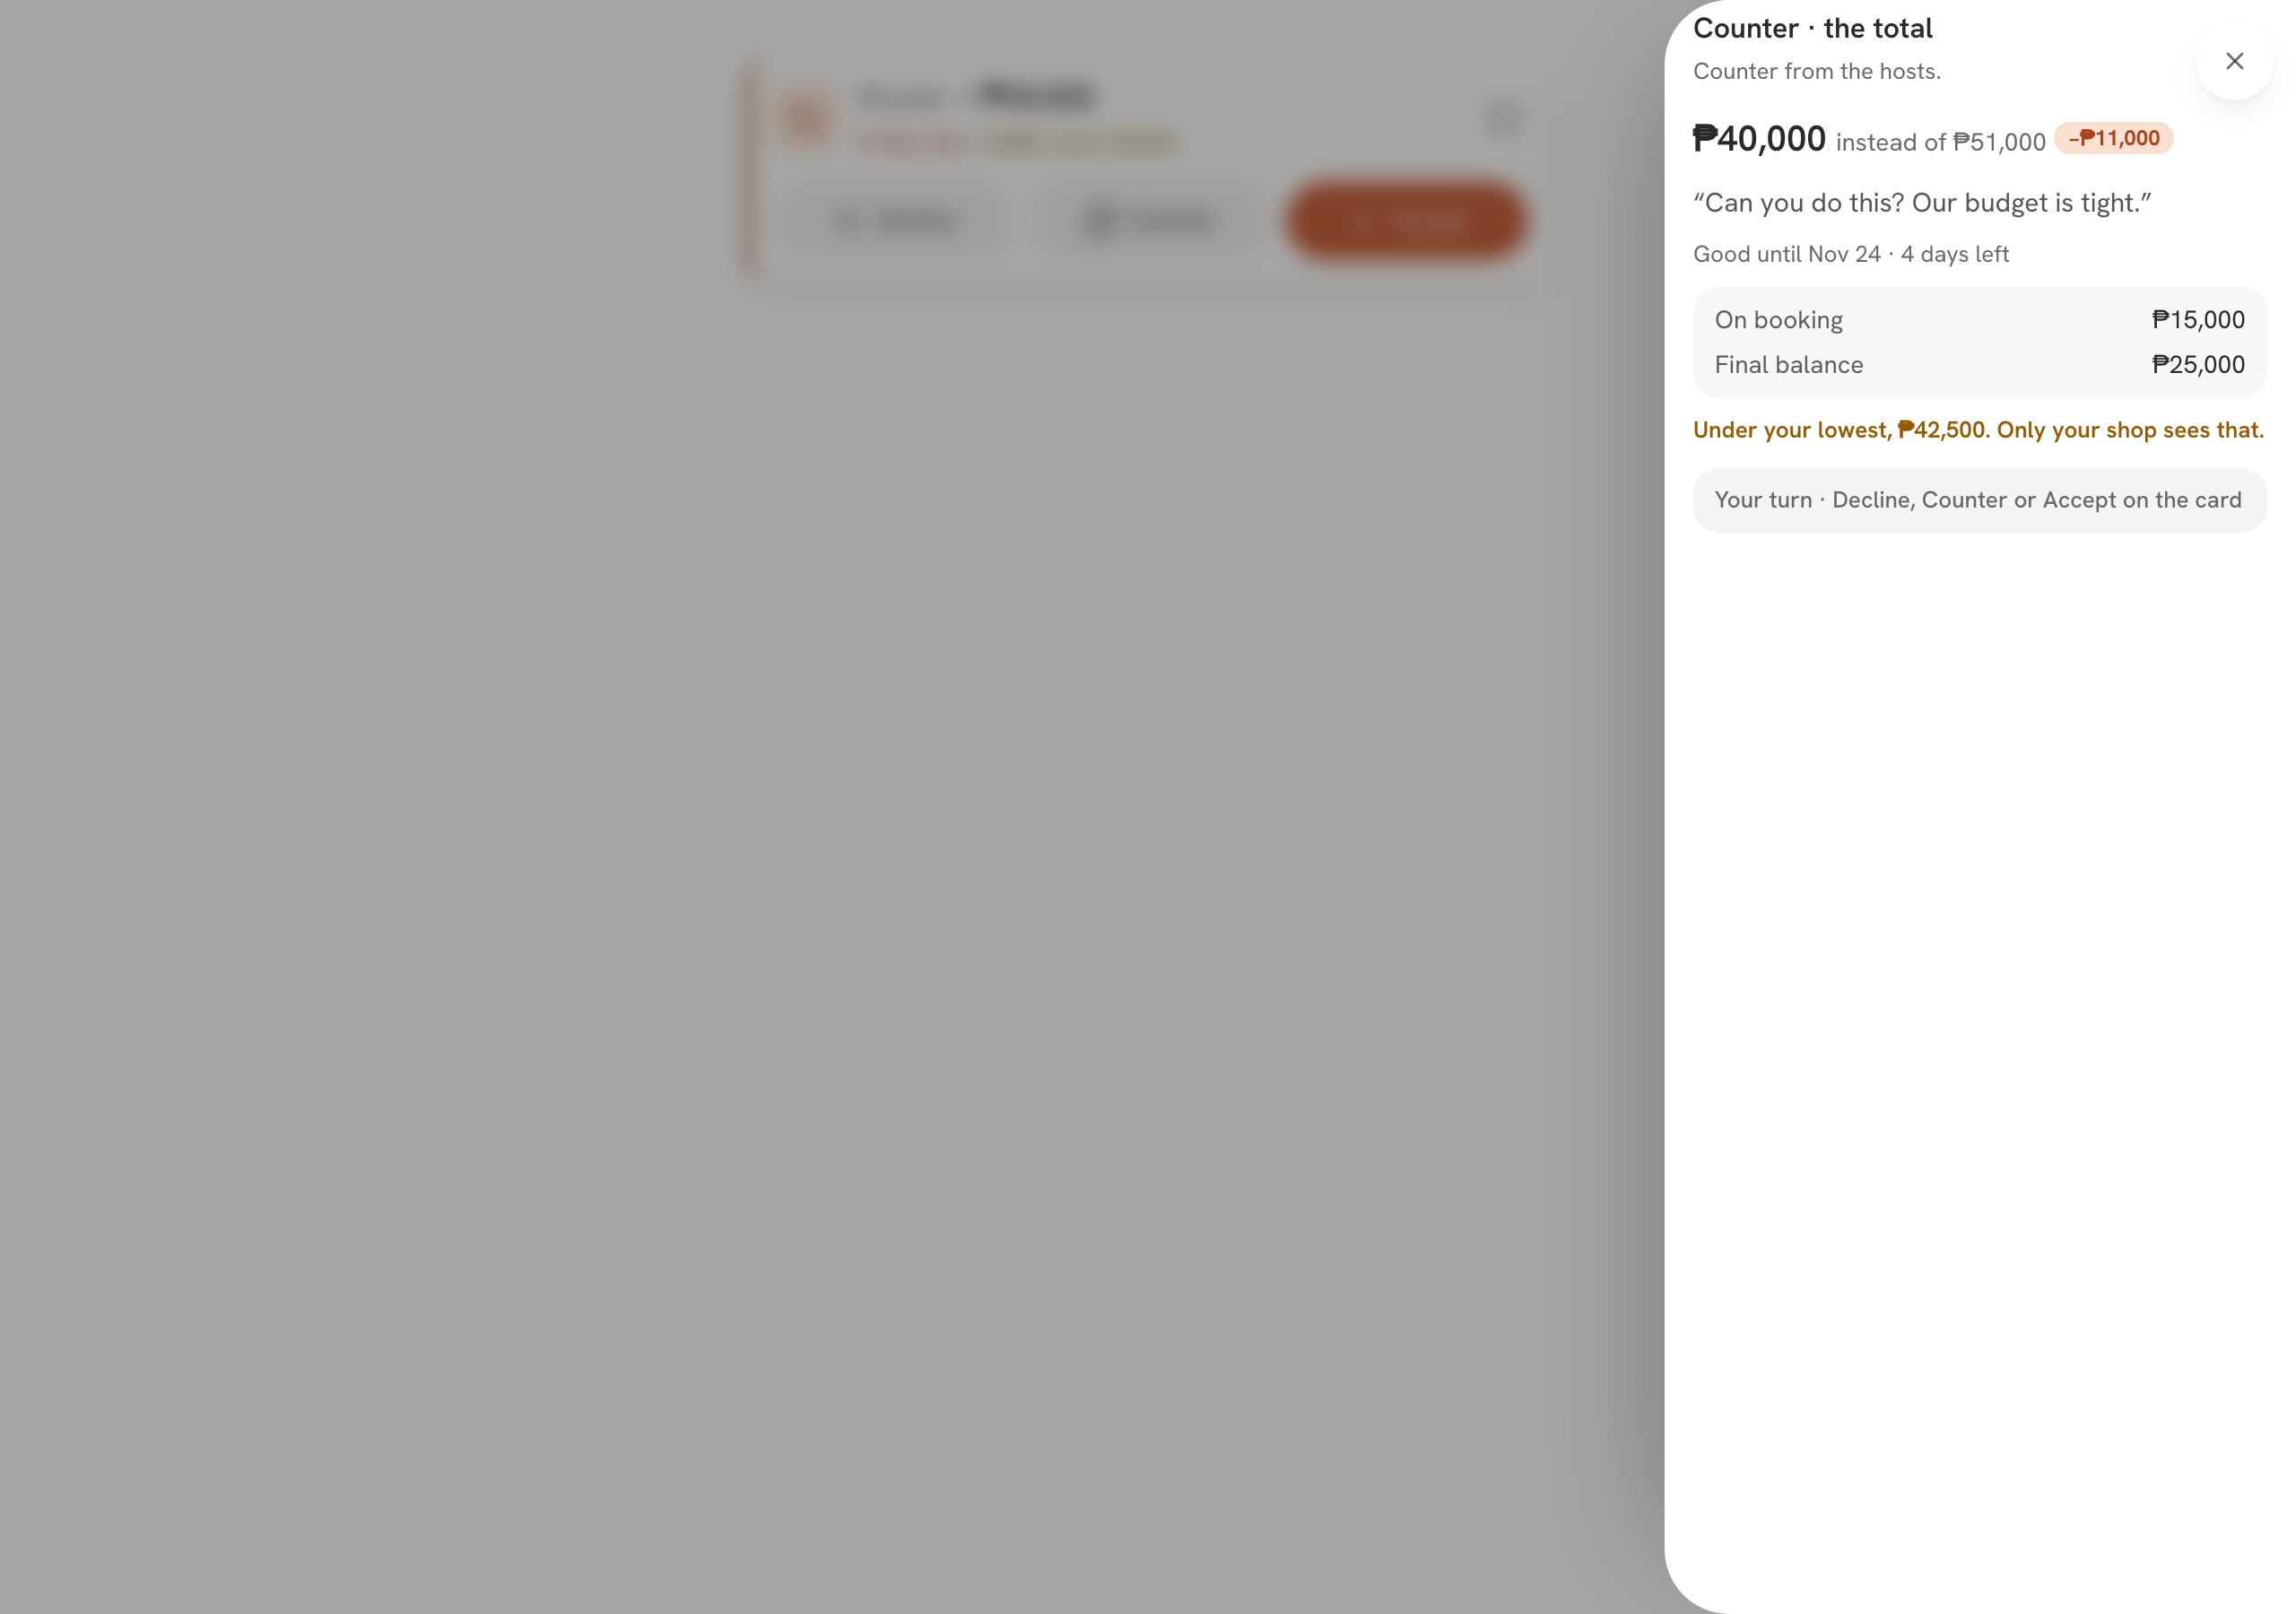 Counter · the total
Counter from the hosts.
₱40,000 instead of ₱51,000 −₱11,000
“Can you do this? Our budget is tight.”
Good until Nov 24 · 4 days left
On booking ₱15,000
Final balance ₱25,000
Under your lowest, ₱42,500. Only your shop sees that.
Your turn · Decline, Counter or Accept on the card